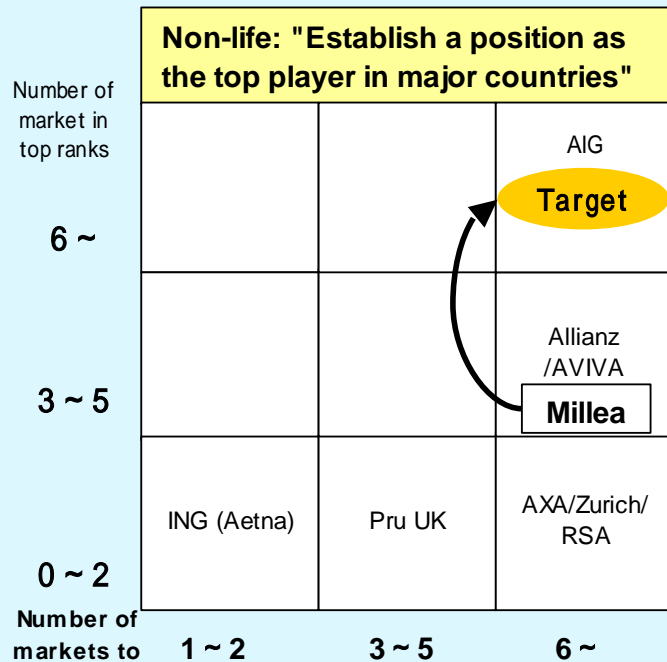 Non-life: "Establish a position as
the top player in major countries"
Number of
market in
top ranks
6 ~
AIG
Target
3 ~ 5
Allianz
/AVIVA
Millea
0 ~ 2
ING (Aetna)
Pru UK
AXA/Zurich/
RSA
Number of
markets to
1 ~ 2
3 ~ 5
6 ~